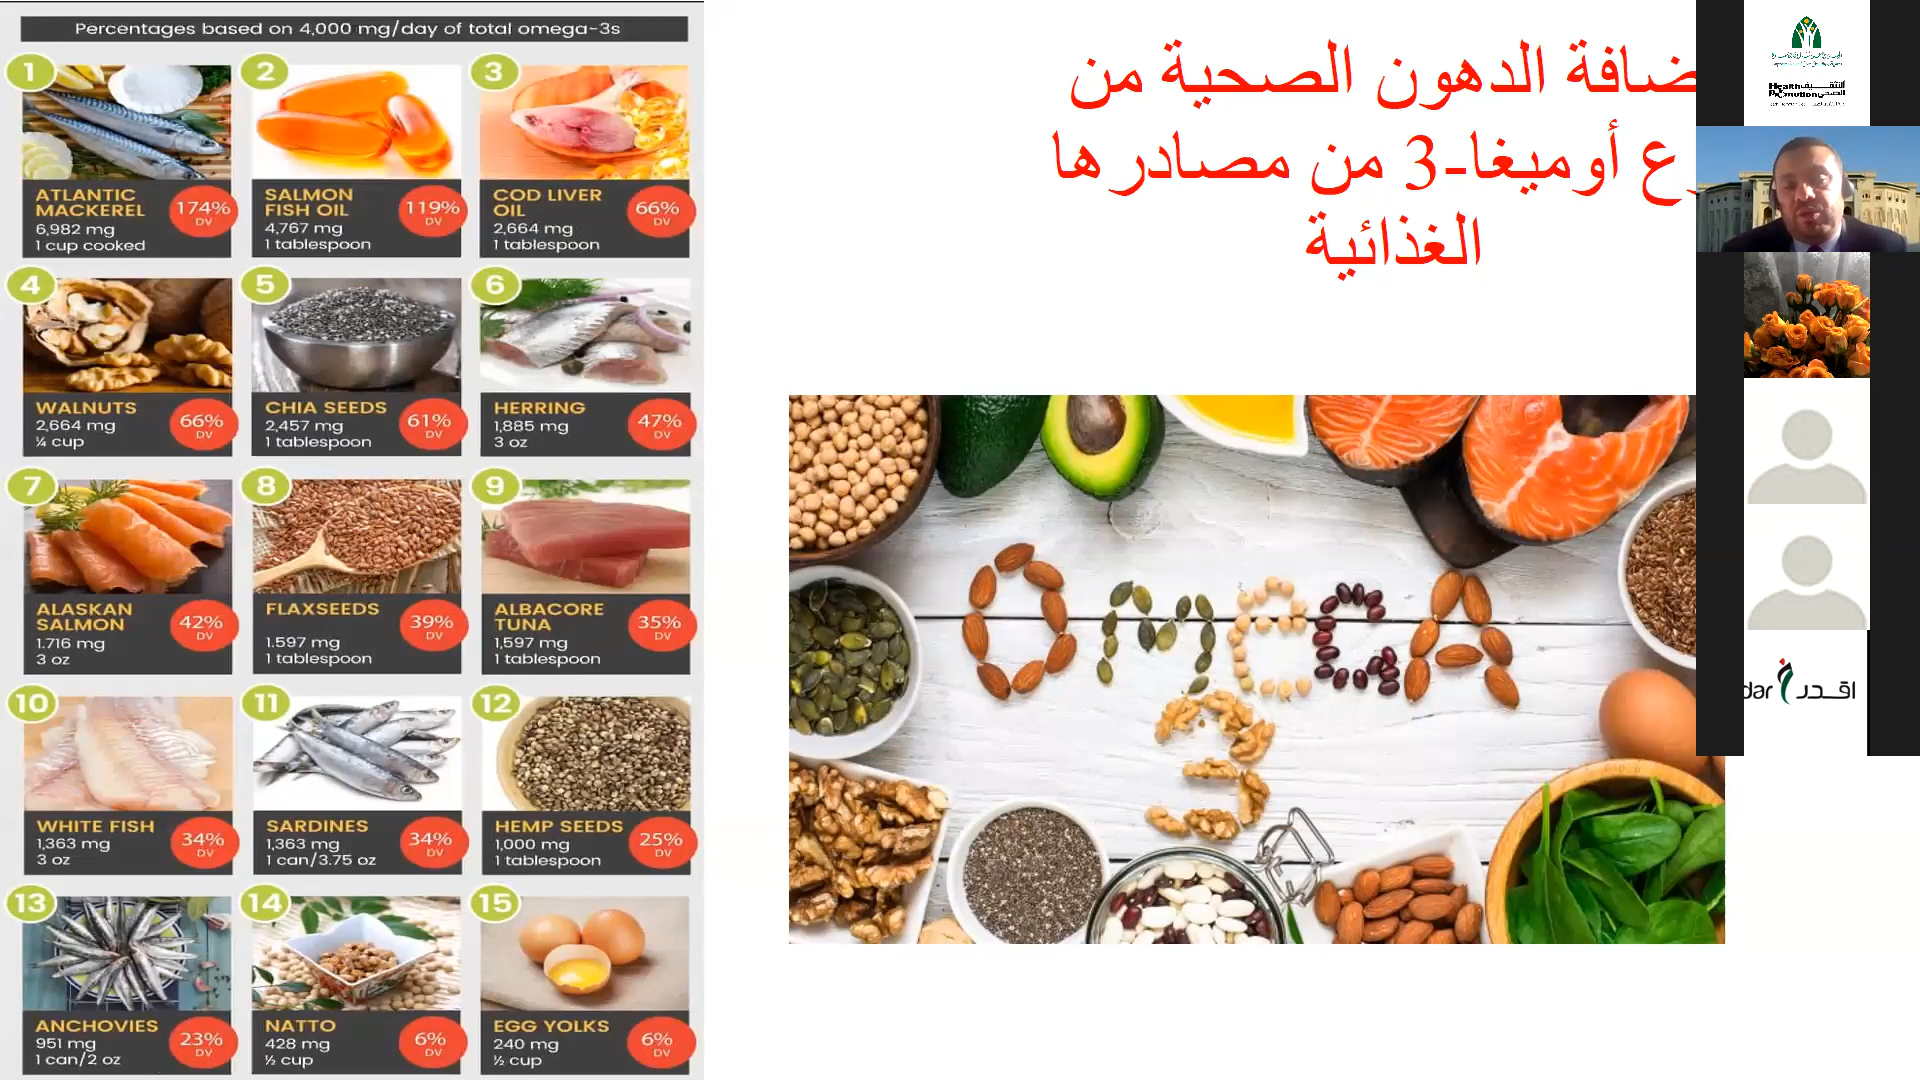 Percentages based on 4,000 mg/day of total omega-3s
1
ATLANTIC
MACKEREL
6,982 mg
1 cup cooked
174%
DV
2
SALMON
FISH OIL
4,767 mg
1 tablespoon
119%
DV
3
COD LIVER
OIL
2,664 mg
1 tablespoon
66%
DV
4
WALNUTS
2,664 mg
¼ cup
66%
DV
5
CHIA SEEDS
2,457 mg
1 tablespoon
61%
DV
6
HERRING
1,885 mg
3 oz
47%
DV
7
ALASKAN
SALMON
1.716 mg
3 oz
42%
DV
8
FLAXSEEDS
1.597 mg
1 tablespoon
39%
DV
9
ALBACORE
TUNA
1,597 mg
1 tablespoon
35%
DV
10
WHITE FISH
1,363 mg
3 oz
34%
DV
11
SARDINES
1,363 mg
1 can/3.75 oz
34%
DV
12
HEMP SEEDS
1,000 mg
1 tablespoon
25%
DV
13
ANCHOVIES
951 mg
1 can/2 oz
23%
DV
14
NATTO
428 mg
½ cup
6%
DV
15
EGG YOLKS
240 mg
½ cup
6%
DV
ضافة الدهون الصحية من
ع أوميغا-3 من مصادرها
الغذائية
OMEGA
3
Health التثقيف
Promotion الصحي
dar اقدر